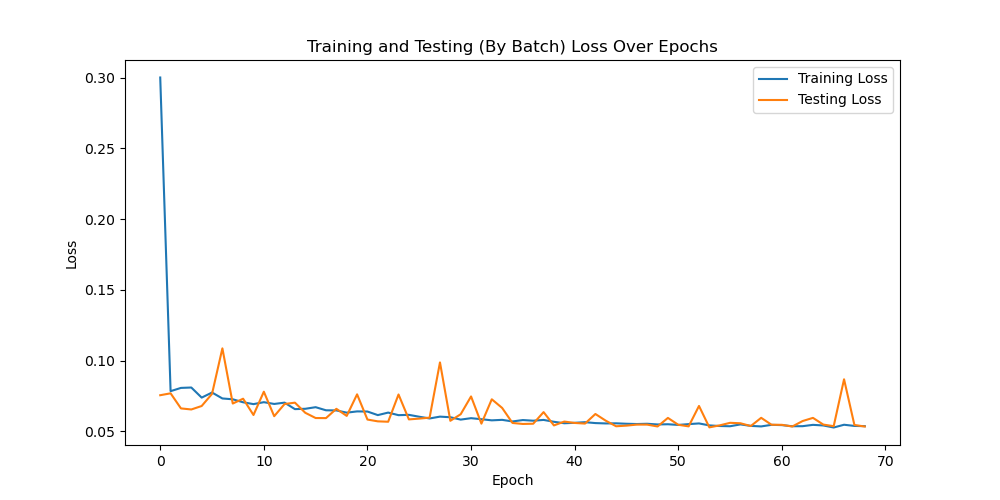 Training and Testing (By Batch) Loss Over Epochs
Training Loss
Testing Loss
0.30
0.25
0.20
0.15
0.10
0.05
Loss
0 10 20 30 40 50 60 70
Epoch